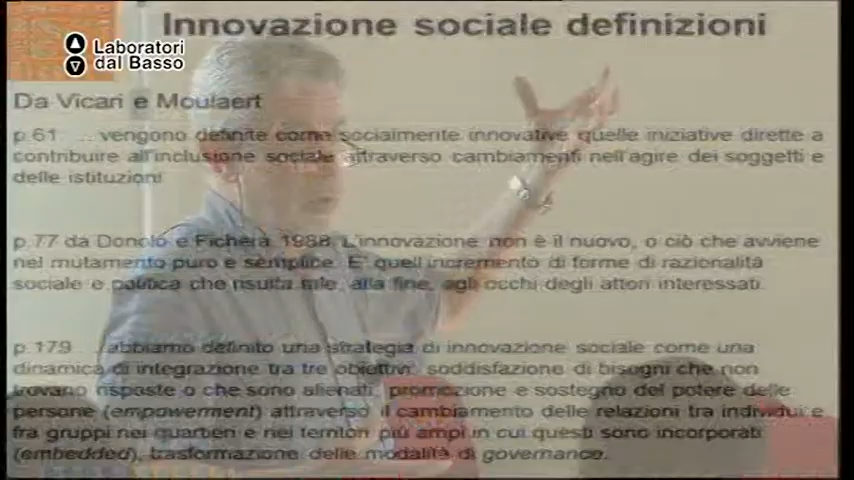 Innovazione sociale definizioni
Laboratori
dal Basso
Da Vicari e Moulaert
p.61 ... vengono definite come socialmente innovative quelle iniziative dirette a
contribuire all'inclusione sociale attraverso cambiamenti nell'agire dei soggetti e
delle istituzioni
p.77 da Donolo e Fichera 1988 L'innovazione non è il nuovo, o ciò che avviene
nel mutamento puro e semplice. E' quell'incremento di forme di razionalità
sociale e politica che risulta tale, alla fine, agli occhi degli attori interessati.
p.179 abbiamo definito una strategia di innovazione sociale come una
dinamica di integrazione tra tre obiettivi: soddisfazione di bisogni che non
trovano risposte o che sono alienati, promozione e sostegno del potere delle
persone (empowerment) attraverso il cambiamento delle relazioni tra individui e
fra gruppi nei quartieri e nei territori più ampi in cui questi sono incorporati
(embedded), trasformazione delle modalità di governance.